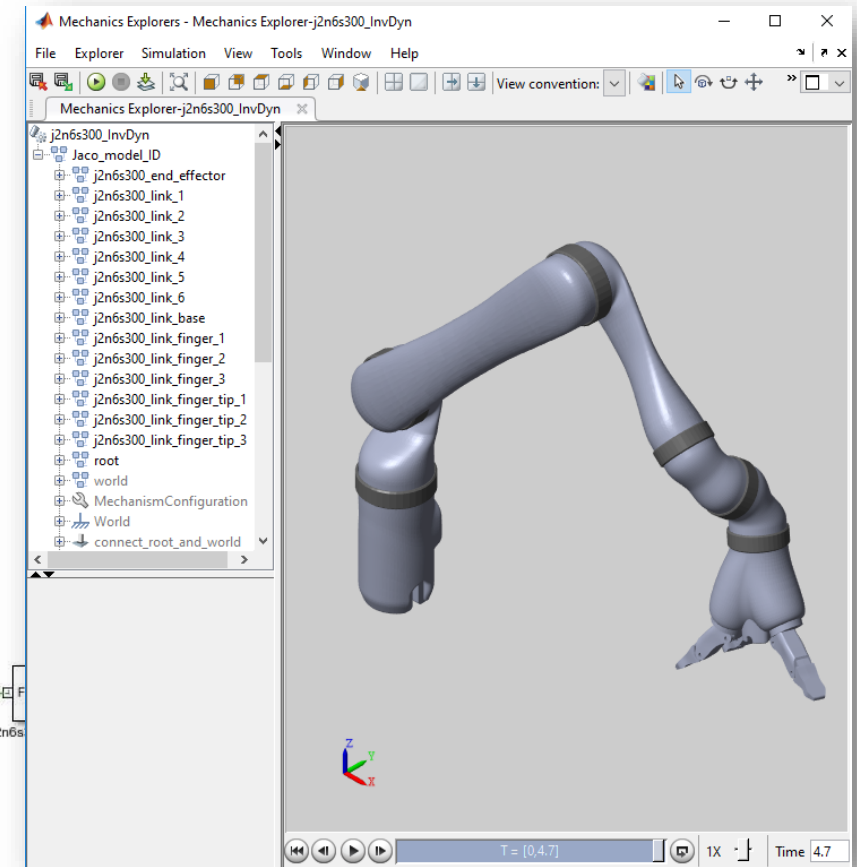 Mechanics Explorers - Mechanics Explorer-j2n6s300_InvDyn
File Explorer Simulation View Tools Window Help
View convention:
Mechanics Explorer-j2n6s300_InvDyn
j2n6s300_InvDyn
Jaco_model_ID
j2n6s300_end_effector
j2n6s300_link_1
j2n6s300_link_2
j2n6s300_link_3
j2n6s300_link_4
j2n6s300_link_5
j2n6s300_link_6
j2n6s300_link_base
j2n6s300_link_finger_1
j2n6s300_link_finger_2
j2n6s300_link_finger_3
j2n6s300_link_finger_tip_1
j2n6s300_link_finger_tip_2
j2n6s300_link_finger_tip_3
root
world
MechanismConfiguration
World
connect_root_and_world
F
2n6s
Z
Y
X
T = [0,4.7]
1X
Time 4.7